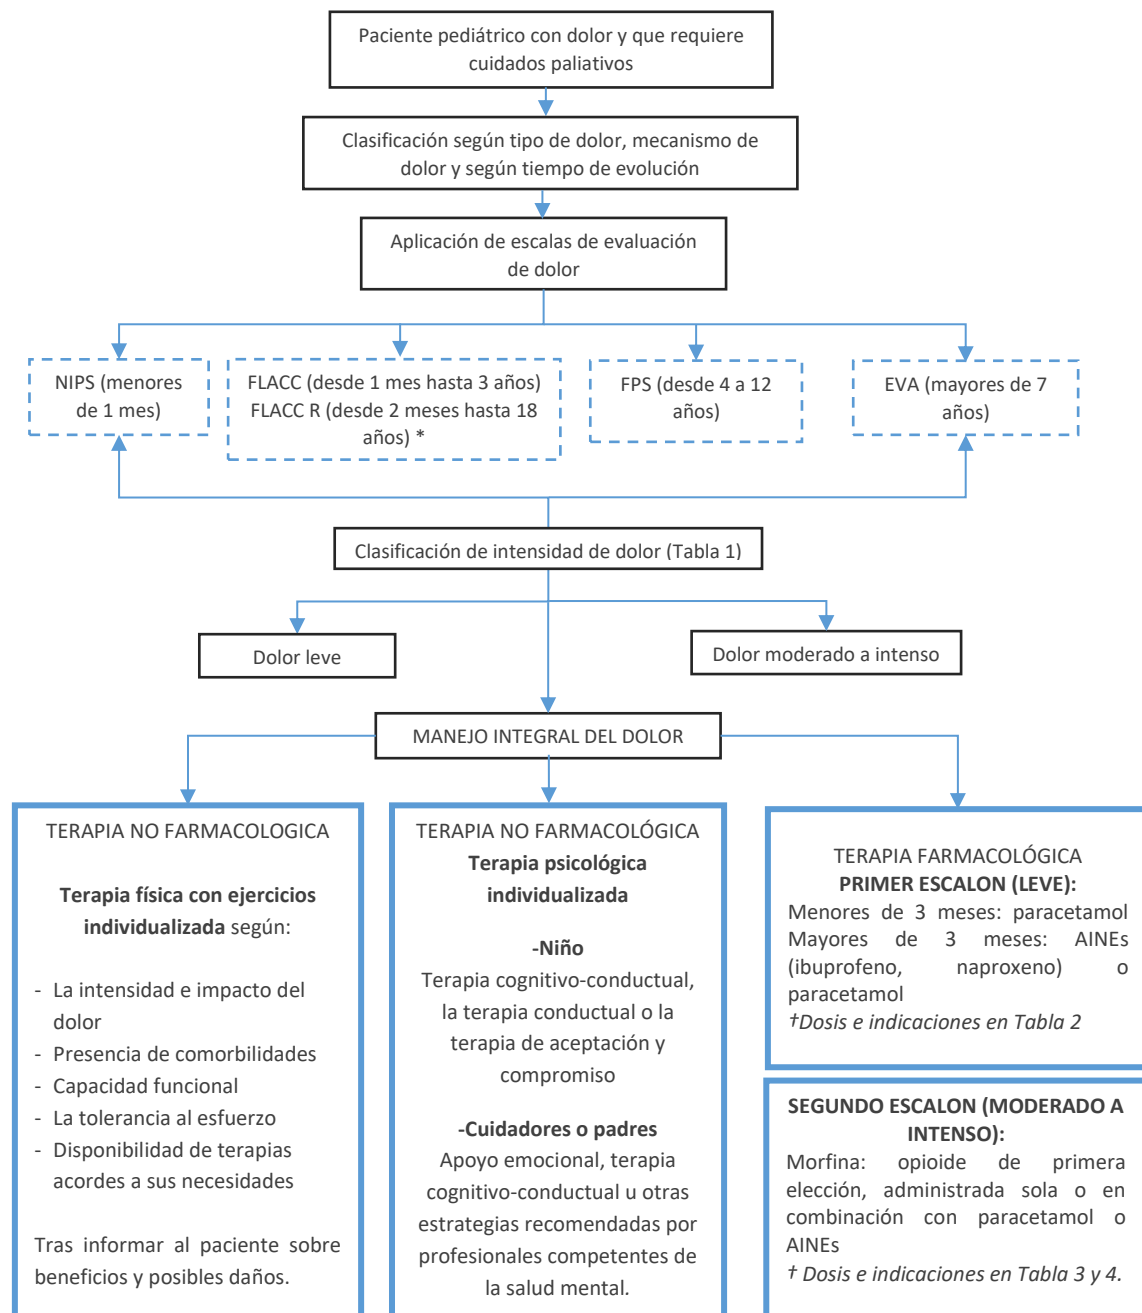 Paciente pediátrico con dolor y que requiere
cuidados paliativos
Clasificación según tipo de dolor, mecanismo de
dolor y según tiempo de evolución
Aplicación de escalas de evaluación
de dolor
NIPS (menores
de 1 mes)
FLACC (desde 1 mes hasta 3 años)
FLACC R (desde 2 meses hasta 18
años) *
FPS (desde 4 a 12
años)
EVA (mayores de 7
años)
Clasificación de intensidad de dolor (Tabla 1)
Dolor leve
Dolor moderado a intenso
MANEJO INTEGRAL DEL DOLOR
TERAPIA NO FARMACOLOGICA
Terapia física con ejercicios
individualizada según:
- La intensidad e impacto del
dolor
- Presencia de comorbilidades
- Capacidad funcional
- La tolerancia al esfuerzo
- Disponibilidad de terapias
acordes a sus necesidades
Tras informar al paciente sobre
beneficios y posibles daños.
TERAPIA NO FARMACOLÓGICA
Terapia psicológica
individualizada
-Niño
Terapia cognitivo-conductual,
la terapia conductual o la
terapia de aceptación y
compromiso
-Cuidadores o padres
Apoyo emocional, terapia
cognitivo-conductual u otras
estrategias recomendadas por
profesionales competentes de
la salud mental.
TERAPIA FARMACOLÓGICA
PRIMER ESCALON (LEVE):
Menores de 3 meses: paracetamol
Mayores de 3 meses: AINEs
(ibuprofeno, naproxeno) o
paracetamol
†Dosis e indicaciones en Tabla 2
SEGUNDO ESCALON (MODERADO A
INTENSO):
Morfina: opioide de primera
elección, administrada sola o en
combinación con paracetamol o
AINEs
† Dosis e indicaciones en Tabla 3 y 4.